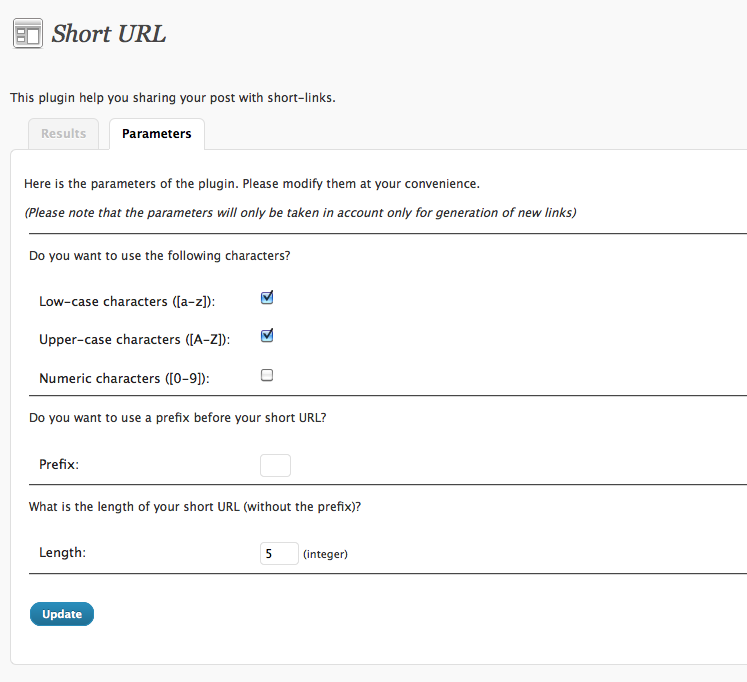 Short URL
This plugin help you sharing your post with short-links.
Results Parameters
Here is the parameters of the plugin. Please modify them at your convenience.
(Please note that the parameters will only be taken in account only for generation of new links)
Do you want to use the following characters?
Low-case characters ([a-z]):
Upper-case characters ([A-Z]):
Numeric characters ([0-9]):
Do you want to use a prefix before your short URL?
Prefix:
What is the length of your short URL (without the prefix)?
Length: 5 (integer)
Update